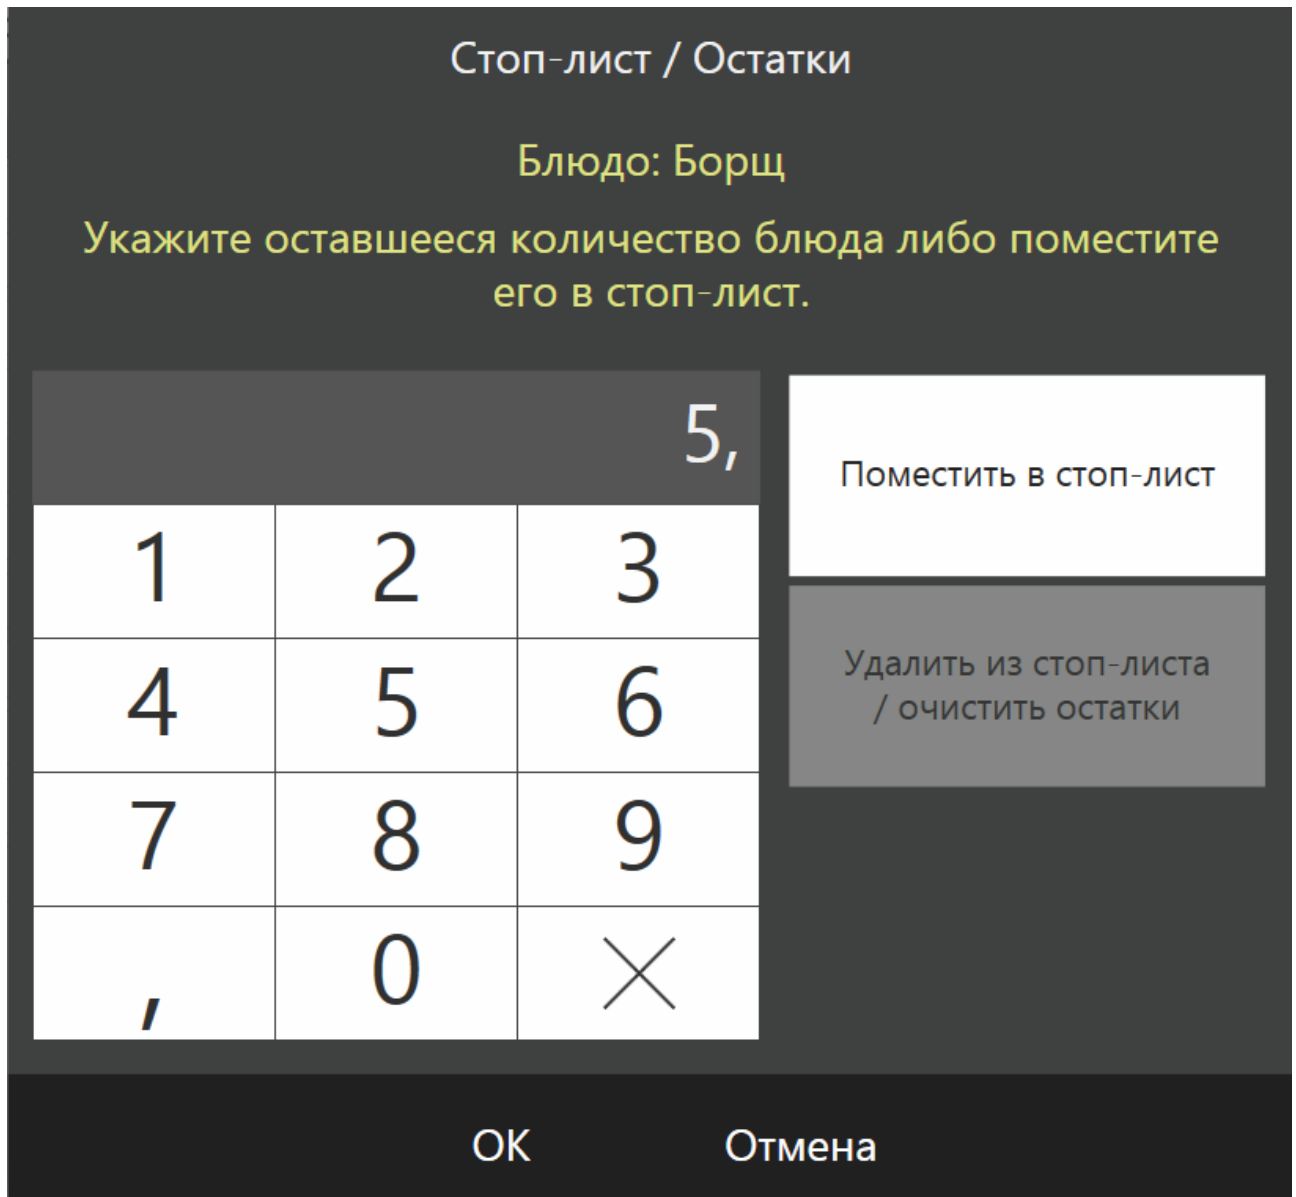 Стоп-лист / Остатки
Блюдо: Борщ
Укажите оставшееся количество блюда либо поместите
его в стоп-лист.
5,
Поместить в стоп-лист
1 2 3
Удалить из стоп-листа
/ очистить остатки
4 5 6
7 8 9
, 0
ОК Отмена